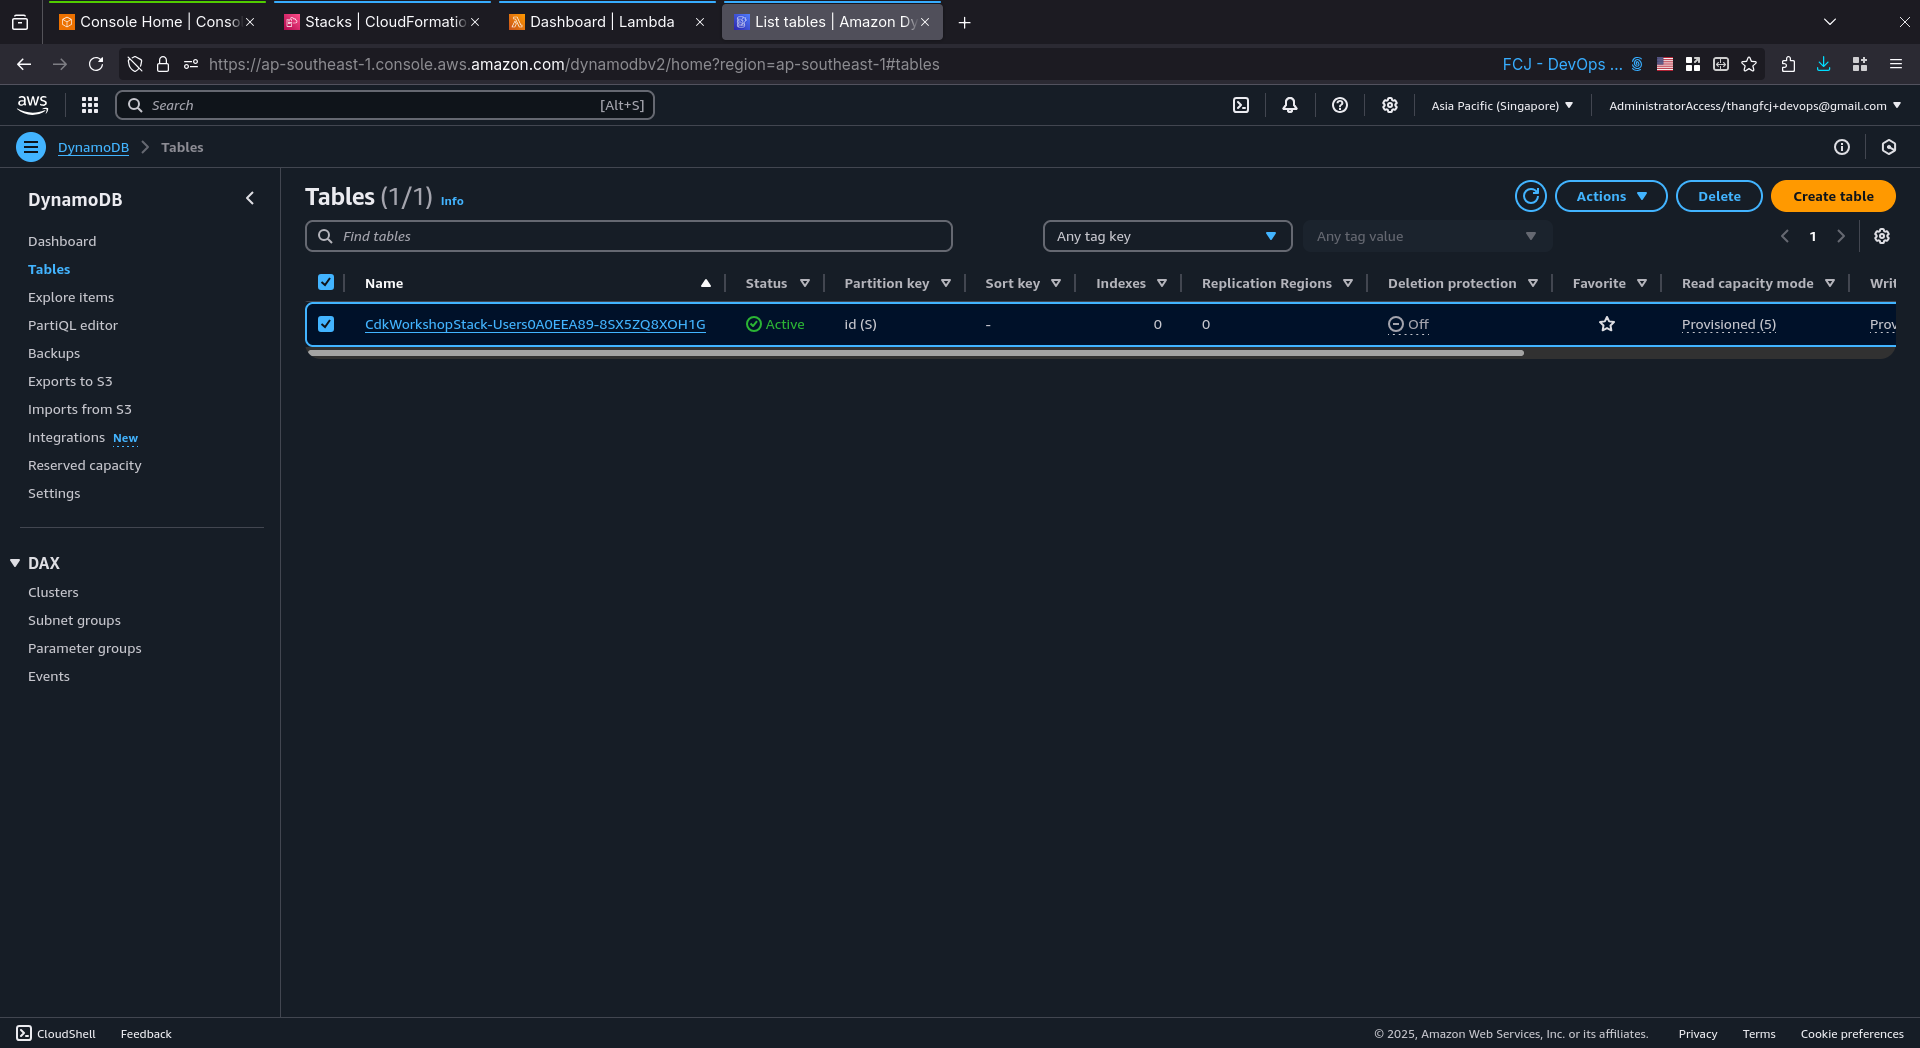 Console Home | Conso
Stacks | CloudFormatio
Dashboard | Lambda
List tables | Amazon Dy
https://ap-southeast-1.console.aws.amazon.com/dynamodbv2/home?region=ap-southeast-1#tables
FCJ - DevOps ...
aws
Search
[Alt+S]
Asia Pacific (Singapore)
AdministratorAccess/thangfcj+devops@gmail.com
DynamoDB
Tables
DynamoDB
Dashboard
Tables
Explore items
PartiQL editor
Backups
Exports to S3
Imports from S3
Integrations New
Reserved capacity
Settings
DAX
Clusters
Subnet groups
Parameter groups
Events
Tables (1/1) Info
Actions
Delete
Create table
Find tables
Any tag key
Any tag value
1
Name Status Partition key Sort key Indexes Replication Regions Deletion protection Favorite Read capacity mode Writ
CdkWorkshopStack-Users0A0EEA89-8SX5ZQ8XOH1G Active id (S) - 0 0 Off Provisioned (5) Prov
CloudShell Feedback
© 2025, Amazon Web Services, Inc. or its affiliates. Privacy Terms Cookie preferences